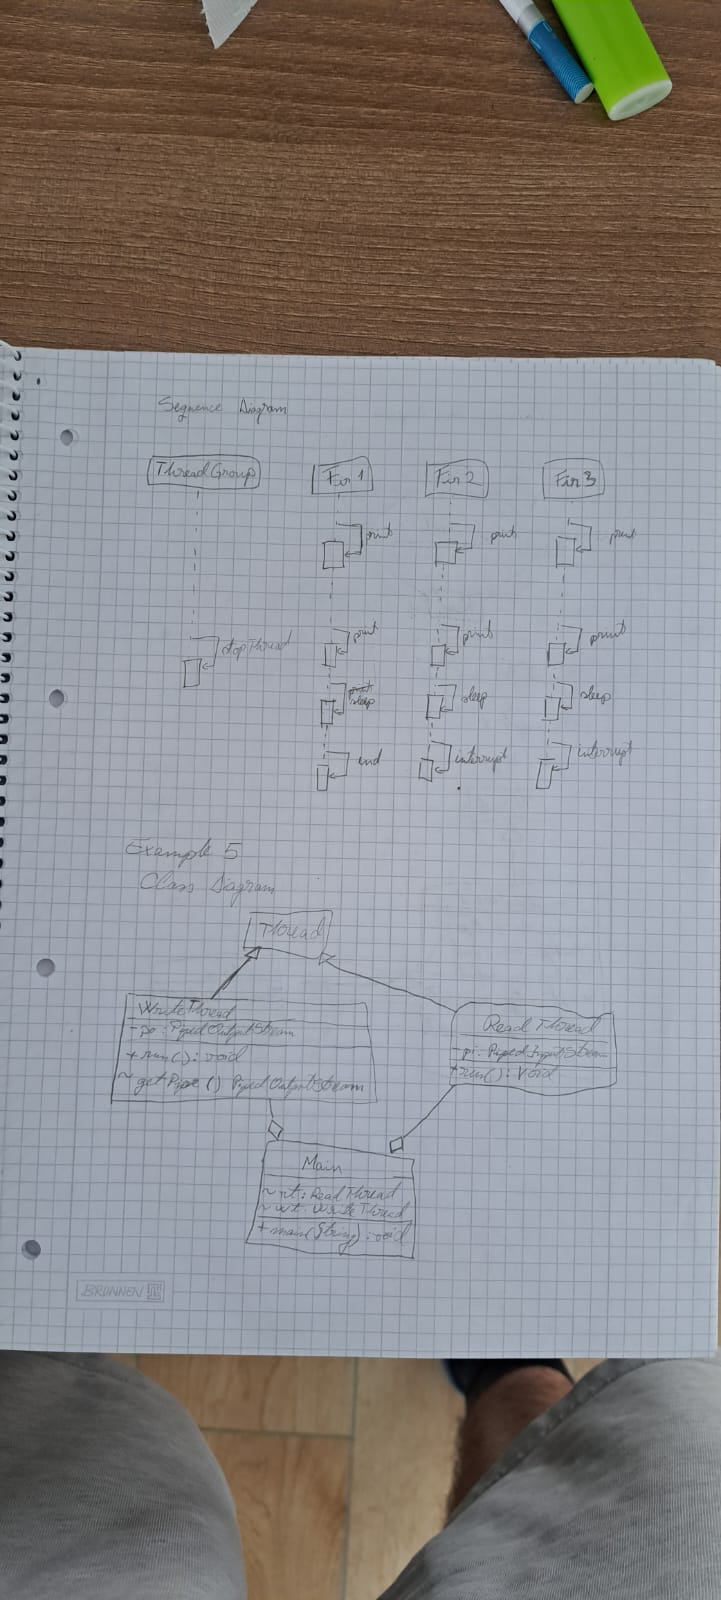 Sequence Diagram
ThreadGroup Fir 1 Fir 2 Fir 3
print print print
stopThread print print print
sleep sleep sleep
end interrupt interrupt
Example 5
Class Diagram
Thread
WriteThread
- po: PipedOutputStream
+ run(): void
~ getPipe() PipedOutputStream
Read Thread
- pi: PipedInputStream
+ run(): void
Main
~ rt: ReadThread
~ wt: WriteThread
+ main(String): void
BRUNNEN